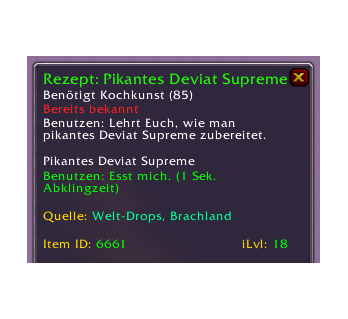 Rezept: Pikantes Deviat Supreme
Benötigt Kochkunst (85)
Bereits bekannt
Benutzen: Lehrt Euch, wie man
pikantes Deviat Supreme zubereitet.
Pikantes Deviat Supreme
Benutzen: Esst mich. (1 Sek.
Abklingzeit)
Quelle: Welt-Drops, Brachland
Item ID: 6661 iLvl: 18